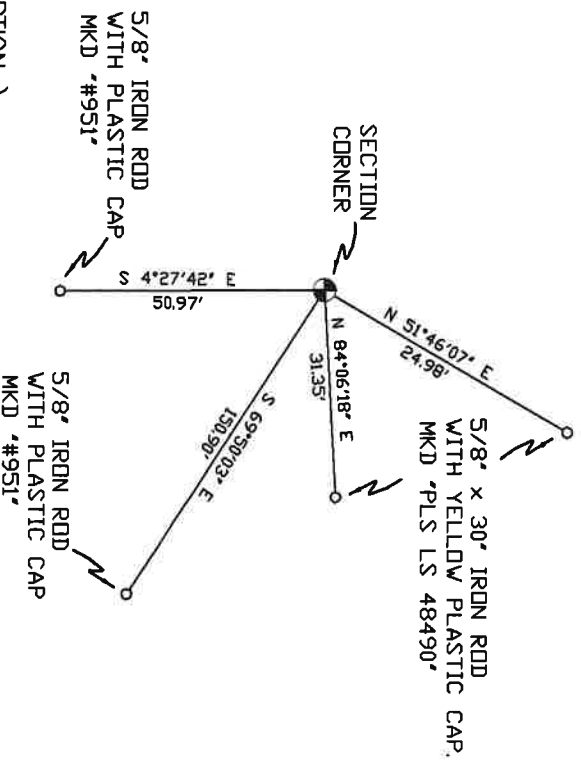 5/8" IRON ROD
WITH PLASTIC CAP
MKD "#951"
SECTION
CORNER
S 4°27'42" E
50.97'
N 51°46'07" E
24.98'
N 84°06'18" E
31.35'
S 69°50'03" E
150.90'
5/8" x 30" IRON ROD
WITH YELLOW PLASTIC CAP,
MKD "PLS LS 48490"
5/8" IRON ROD
WITH PLASTIC CAP
MKD "#951"